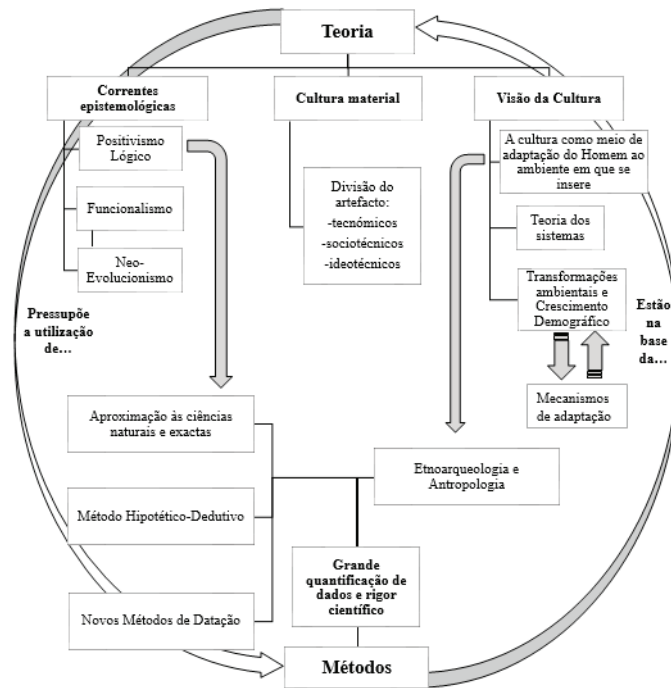 Teoria
Correntes
epistemológicas
Cultura material
Visão da Cultura
Positivismo
Lógico
Funcionalismo
Neo-
Evolucionismo
Divisão do
artefacto:
-tecnómicos
-sociotécnicos
-ideotécnicos
A cultura como meio de
adaptação do Homem ao
ambiente em que se
insere
Teoria dos
sistemas
Transformações
ambientais e
Crescimento
Demográfico
Mecanismos
de adaptação
Pressupõe
a utilização
de...
Estão
na
base
da...
Aproximação às ciências
naturais e exactas
Método Hipotético-Dedutivo
Novos Métodos de Datação
Etnoarqueologia e
Antropologia
Grande
quantificação de
dados e rigor
científico
Métodos